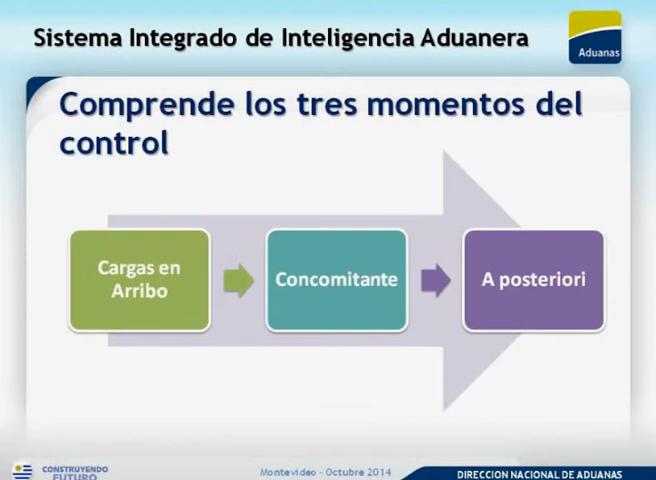 Sistema Integrado de Inteligencia Aduanera
Aduanas
Comprende los tres momentos del
control
Cargas en
Arribo
Concomitante
A posteriori
CONSTRUYENDO
FUTURO
Montevideo - Octubre 2014
DIRECCION NACIONAL DE ADUANAS